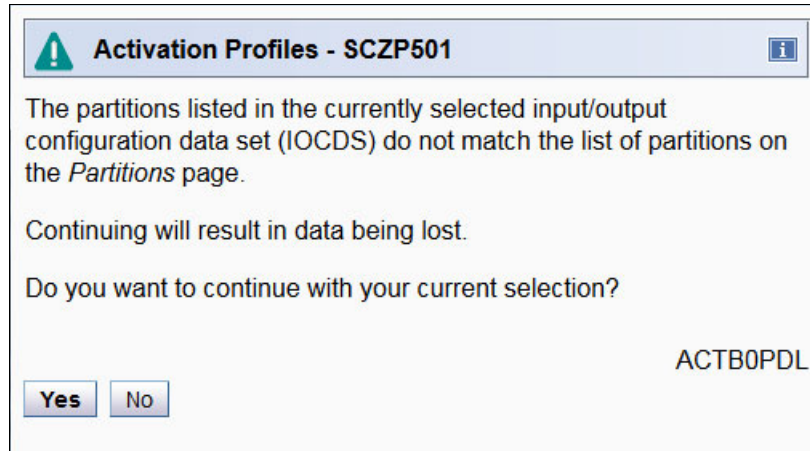 Activation Profiles - SCZP501
The partitions listed in the currently selected input/output
configuration data set (IOCDS) do not match the list of partitions on
the Partitions page.
Continuing will result in data being lost.
Do you want to continue with your current selection?
ACTB0PDL
Yes No